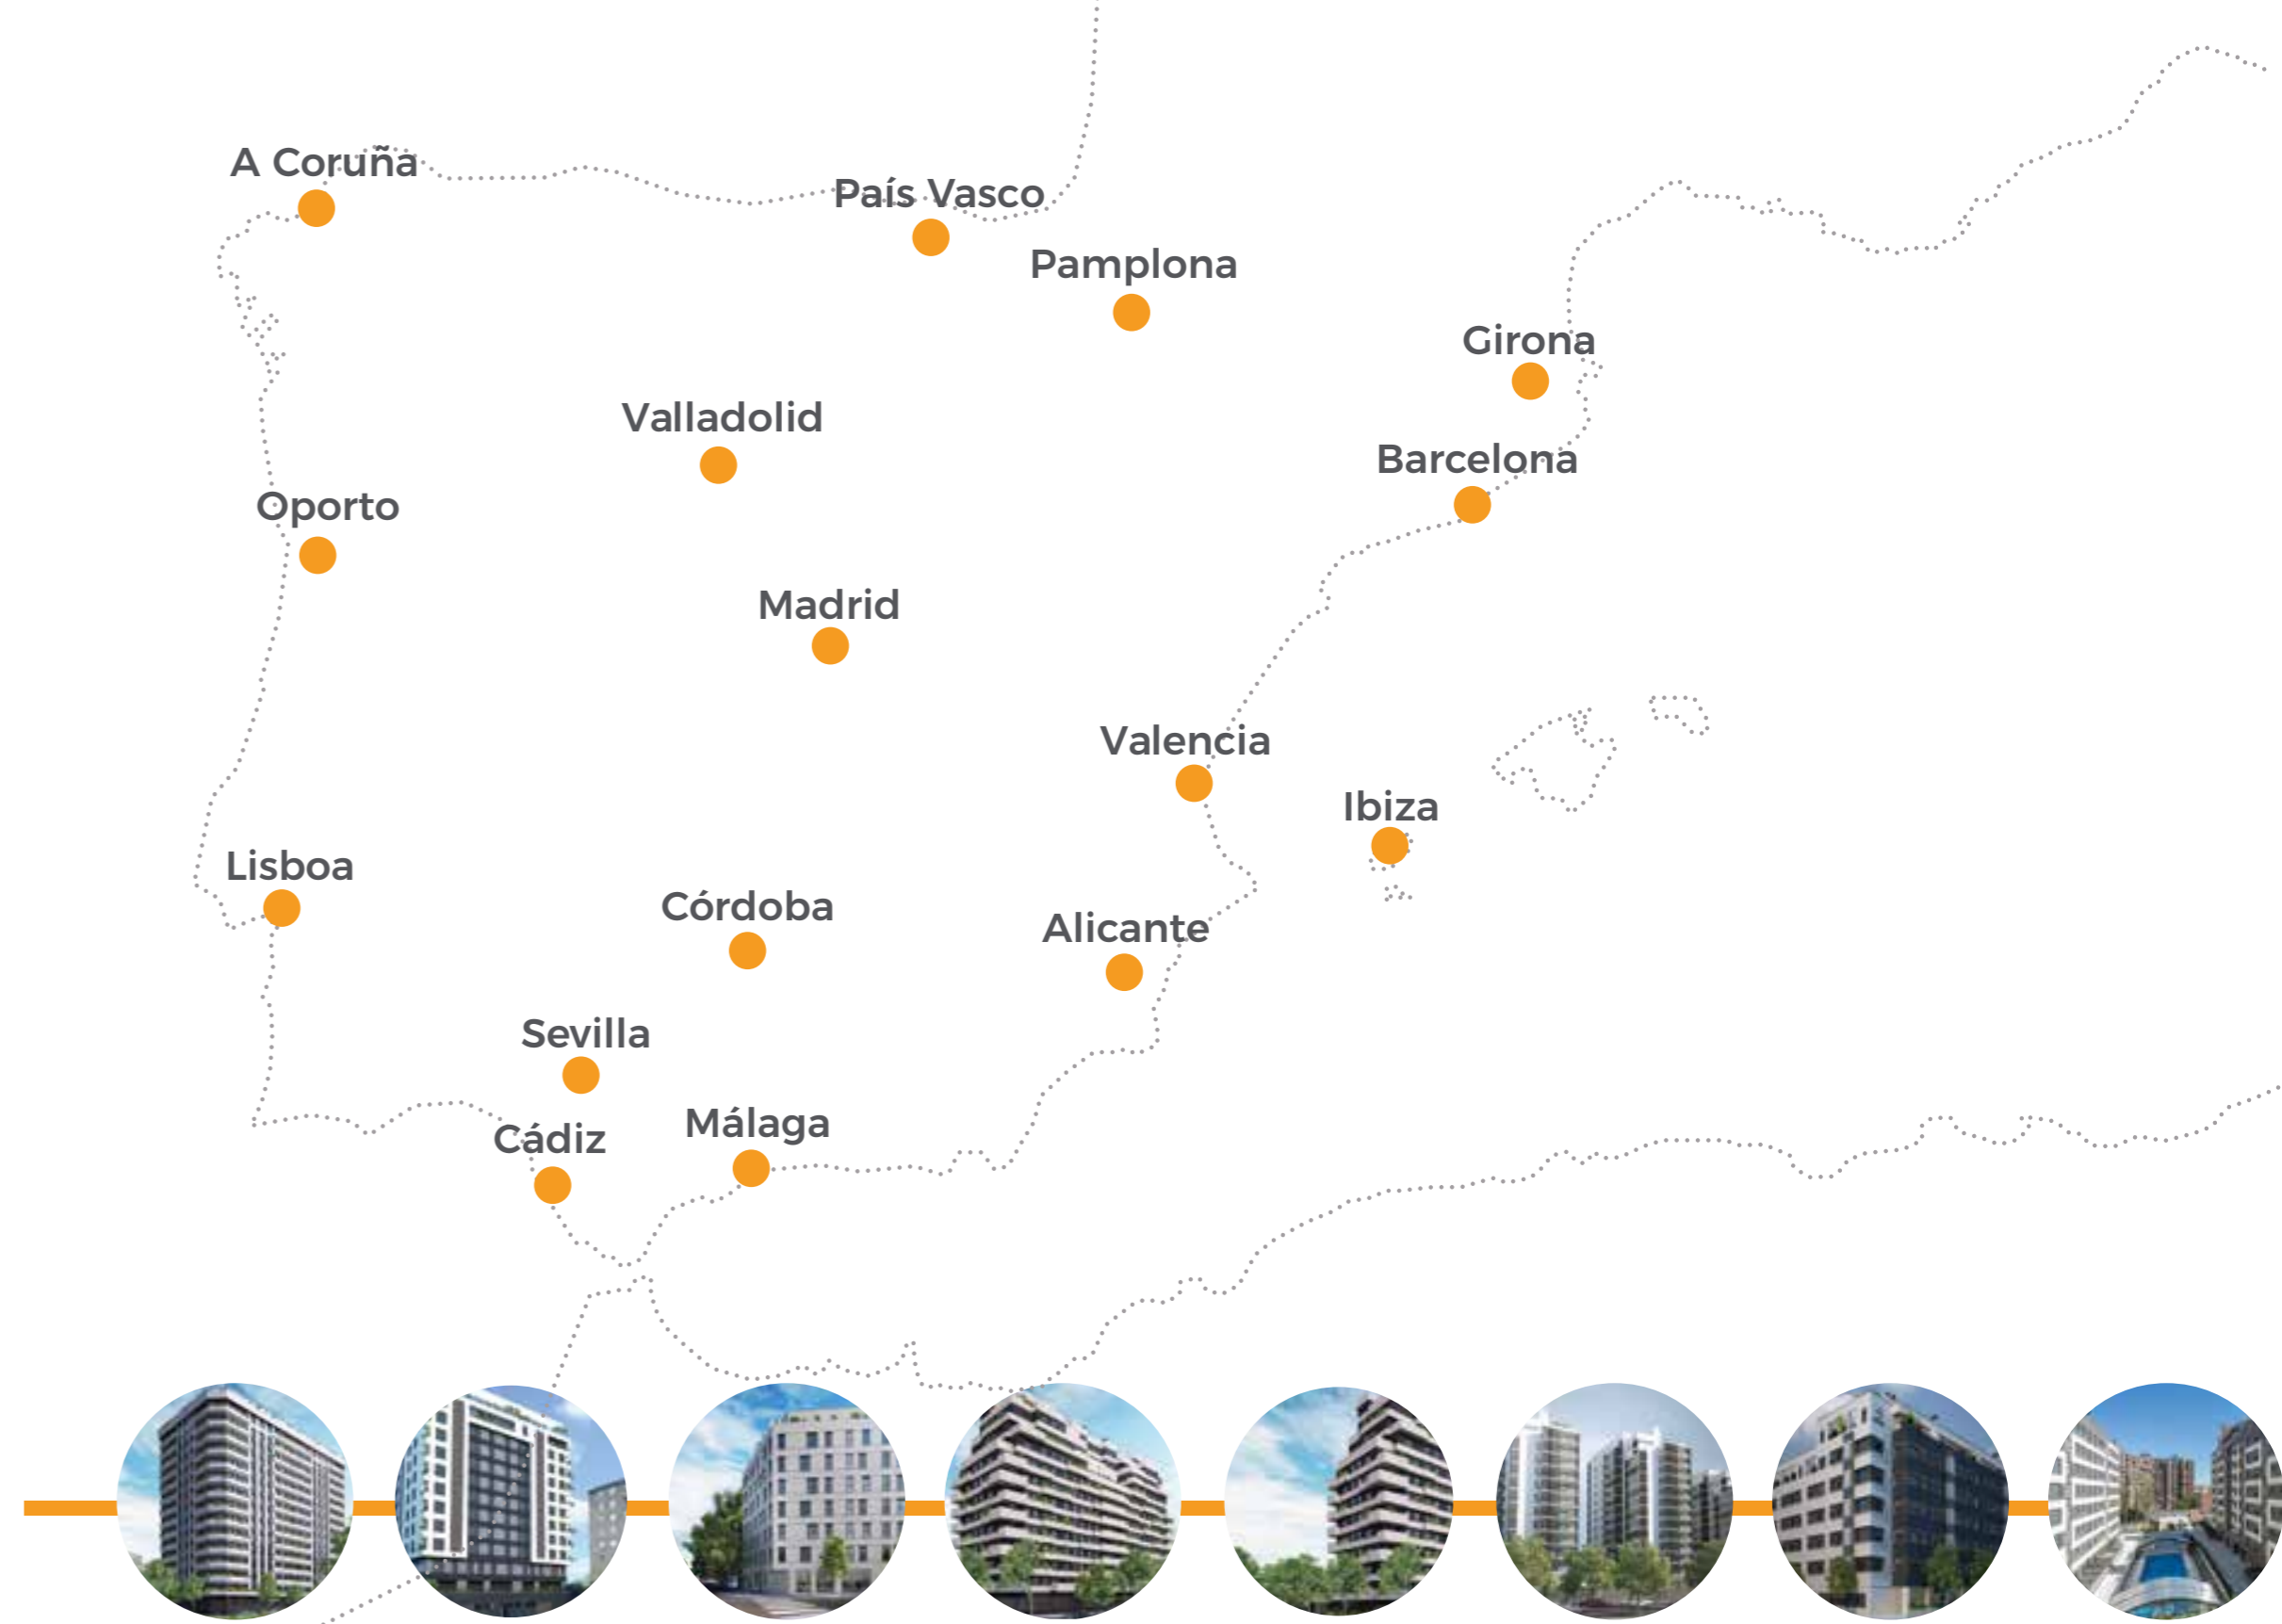 A Coruña
País Vasco
Pamplona
Girona
Valladolid
Barcelona
Oporto
Madrid
Valencia
Ibiza
Lisboa
Córdoba
Alicante
Sevilla
Málaga
Cádiz